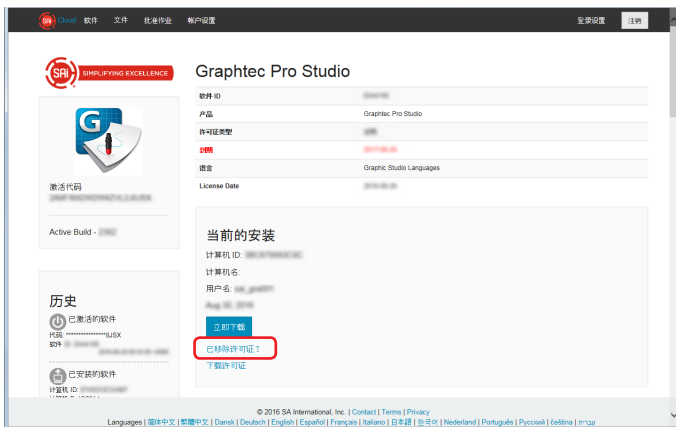 SAi Cloud 软件 文件 批准作业 帐户设置 登录设置 注销
SAi SIMPLIFYING EXCELLENCE
Graphtec Pro Studio
软件 ID
产品 Graphtec Pro Studio
许可证类型
到期
语言 Graphic Studio Languages
License Date
G
激活代码
Active Build -
当前的安装
计算机 ID:
计算机名:
用户名:
Aug 30, 2016
立即下载
已移除许可证？
下载许可证
历史
已激活的软件
代码: ****************6JSX
软件
已安装的软件
计算机 ID:
© 2016 SA International, Inc. | Contact | Terms | Privacy
Languages | 简体中文 | 繁體中文 | Dansk | Deutsch | English | Español | Français | Italiano | 日本語 | 한국어 | Nederland | Português | Русский | čeština | עברית